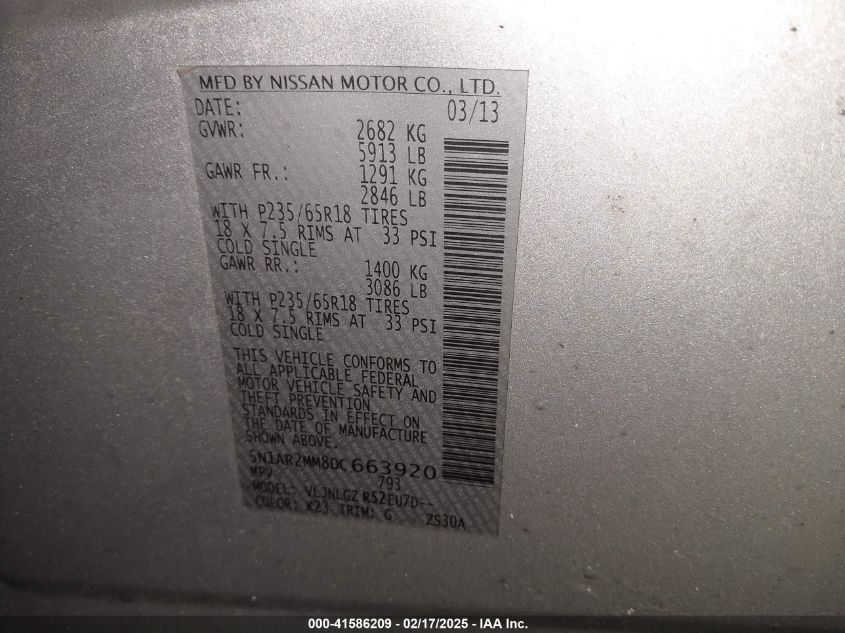 MFD BY NISSAN MOTOR CO., LTD.
DATE: 03/13
GVWR: 2682 KG
5913 LB
GAWR FR.: 1291 KG
2846 LB
WITH P235/65R18 TIRES
18 X 7.5 RIMS AT 33 PSI
COLD SINGLE
GAWR RR.: 1400 KG
3086 LB
WITH P235/65R18 TIRES
18 X 7.5 RIMS AT 33 PSI
COLD SINGLE
THIS VEHICLE CONFORMS TO
ALL APPLICABLE FEDERAL
MOTOR VEHICLE SAFETY AND
THEFT PREVENTION
STANDARDS IN EFFECT ON
THE DATE OF MANUFACTURE
SHOWN ABOVE.
5N1AR2MM8DC663920
MPV 793
MODEL: VLJNLGZ R52EU7D--
COLOR: K23 TRIM: G ZS30A
000-41586209 - 02/17/2025 - IAA Inc.